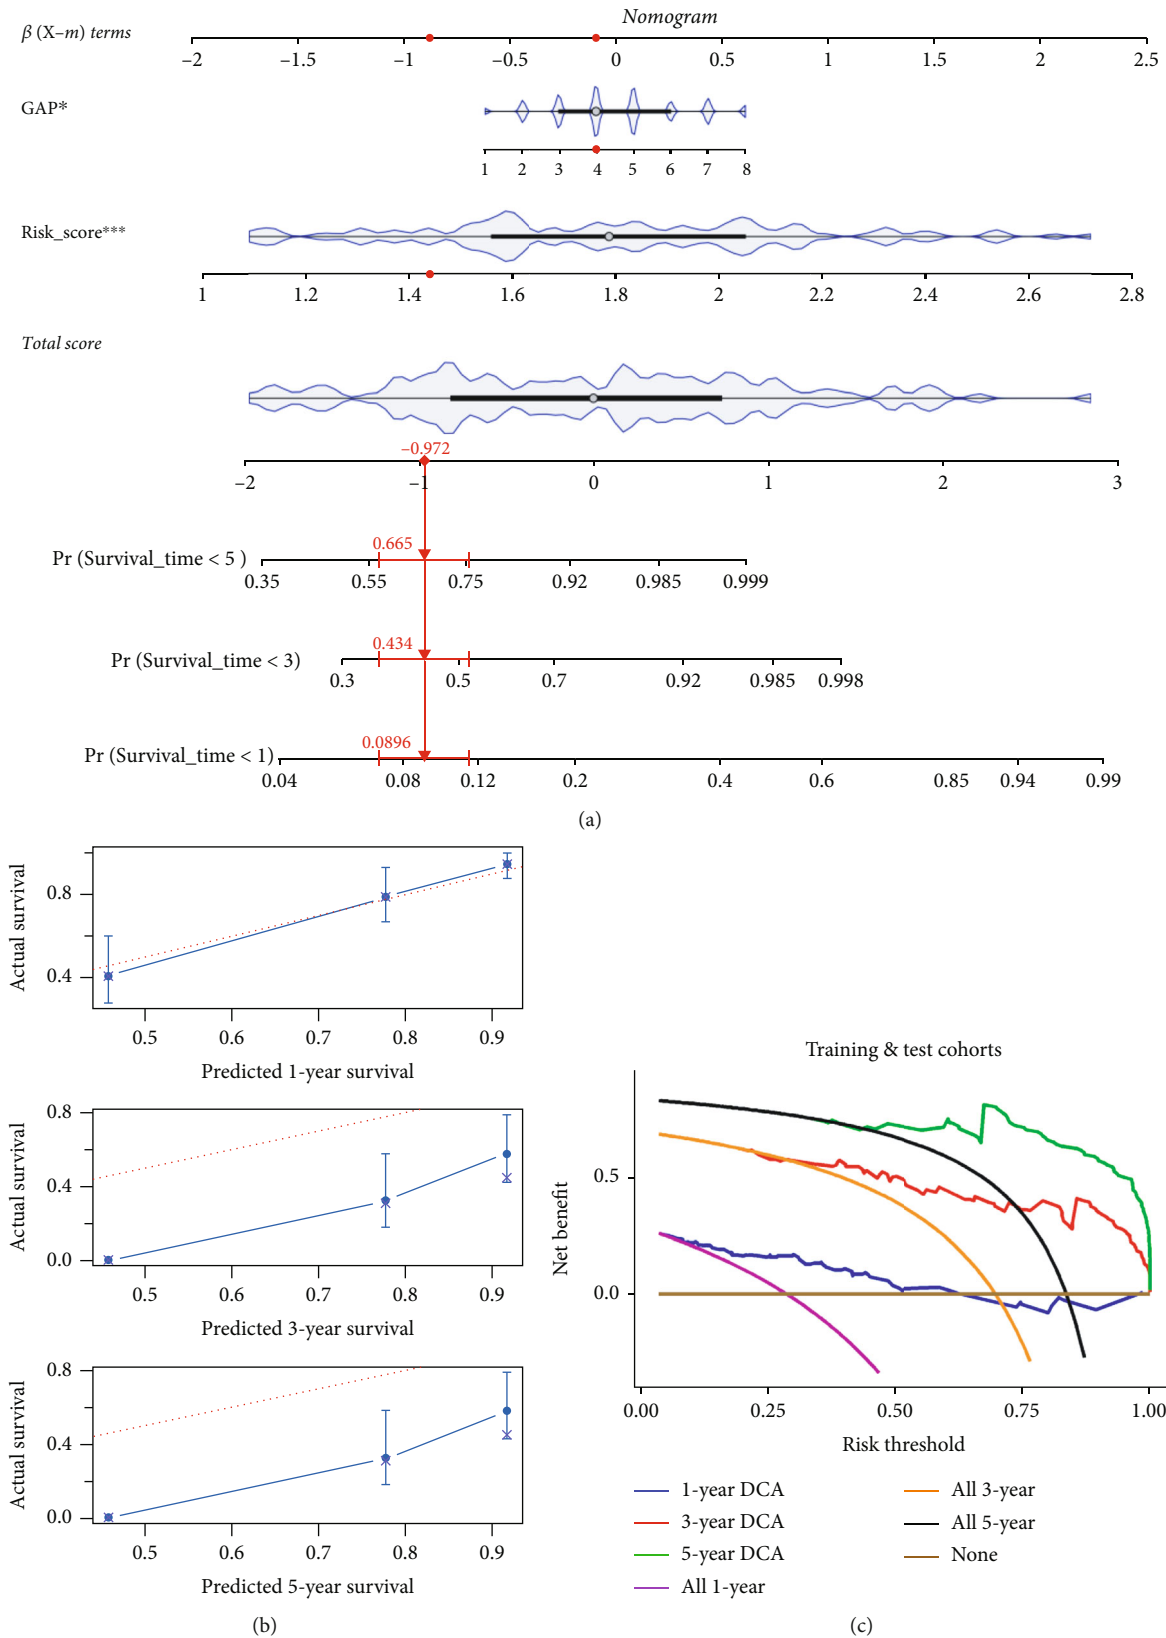 Nomogram
β (X–m) terms
–2 –1.5 –1 –0.5 0 0.5 1 1.5 2 2.5
GAP*
1 2 3 4 5 6 7 8
Risk_score***
1 1.2 1.4 1.6 1.8 2 2.2 2.4 2.6 2.8
Total score
–0.972
–2 –1 0 1 2 3
0.665
Pr (Survival_time < 5 )
0.35 0.55 0.75 0.92 0.985 0.999
0.434
Pr (Survival_time < 3)
0.3 0.5 0.7 0.92 0.985 0.998
0.0896
Pr (Survival_time < 1)
0.04 0.08 0.12 0.2 0.4 0.6 0.85 0.94 0.99
(a)
Actual survival
0.8
0.4
0.5 0.6 0.7 0.8 0.9
Predicted 1-year survival
Actual survival
0.8
0.4
0.0
0.5 0.6 0.7 0.8 0.9
Predicted 3-year survival
Actual survival
0.8
0.4
0.0
0.5 0.6 0.7 0.8 0.9
Predicted 5-year survival
(b)
Training & test cohorts
Net benefit
0.5
0.0
0.00 0.25 0.50 0.75 1.00
Risk threshold
1-year DCA
3-year DCA
5-year DCA
All 1-year
All 3-year
All 5-year
None
(c)